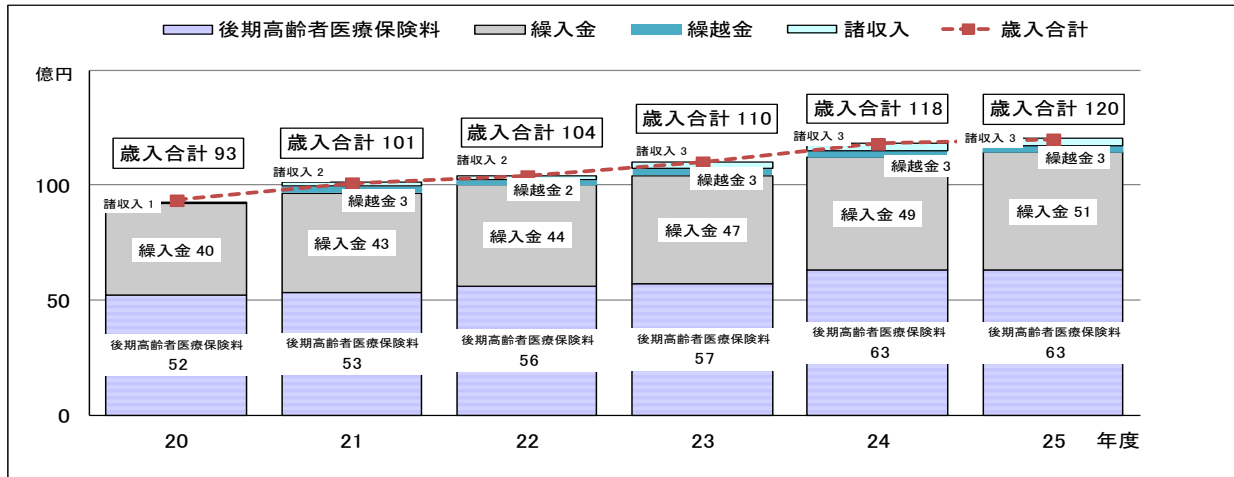 後期高齢者医療保険料 繰入金 繰越金 諸収入 歳入合計
億円
歳入合計 93
歳入合計 101
歳入合計 104
歳入合計 110
歳入合計 118
歳入合計 120
諸収入 1
諸収入 2
諸収入 2
諸収入 3
諸収入 3
諸収入 3
繰越金 3
繰越金 2
繰越金 3
繰越金 3
繰越金 3
繰入金 40
繰入金 43
繰入金 44
繰入金 47
繰入金 49
繰入金 51
後期高齢者医療保険料
52
後期高齢者医療保険料
53
後期高齢者医療保険料
56
後期高齢者医療保険料
57
後期高齢者医療保険料
63
後期高齢者医療保険料
63
100
50
0
20 21 22 23 24 25 年度